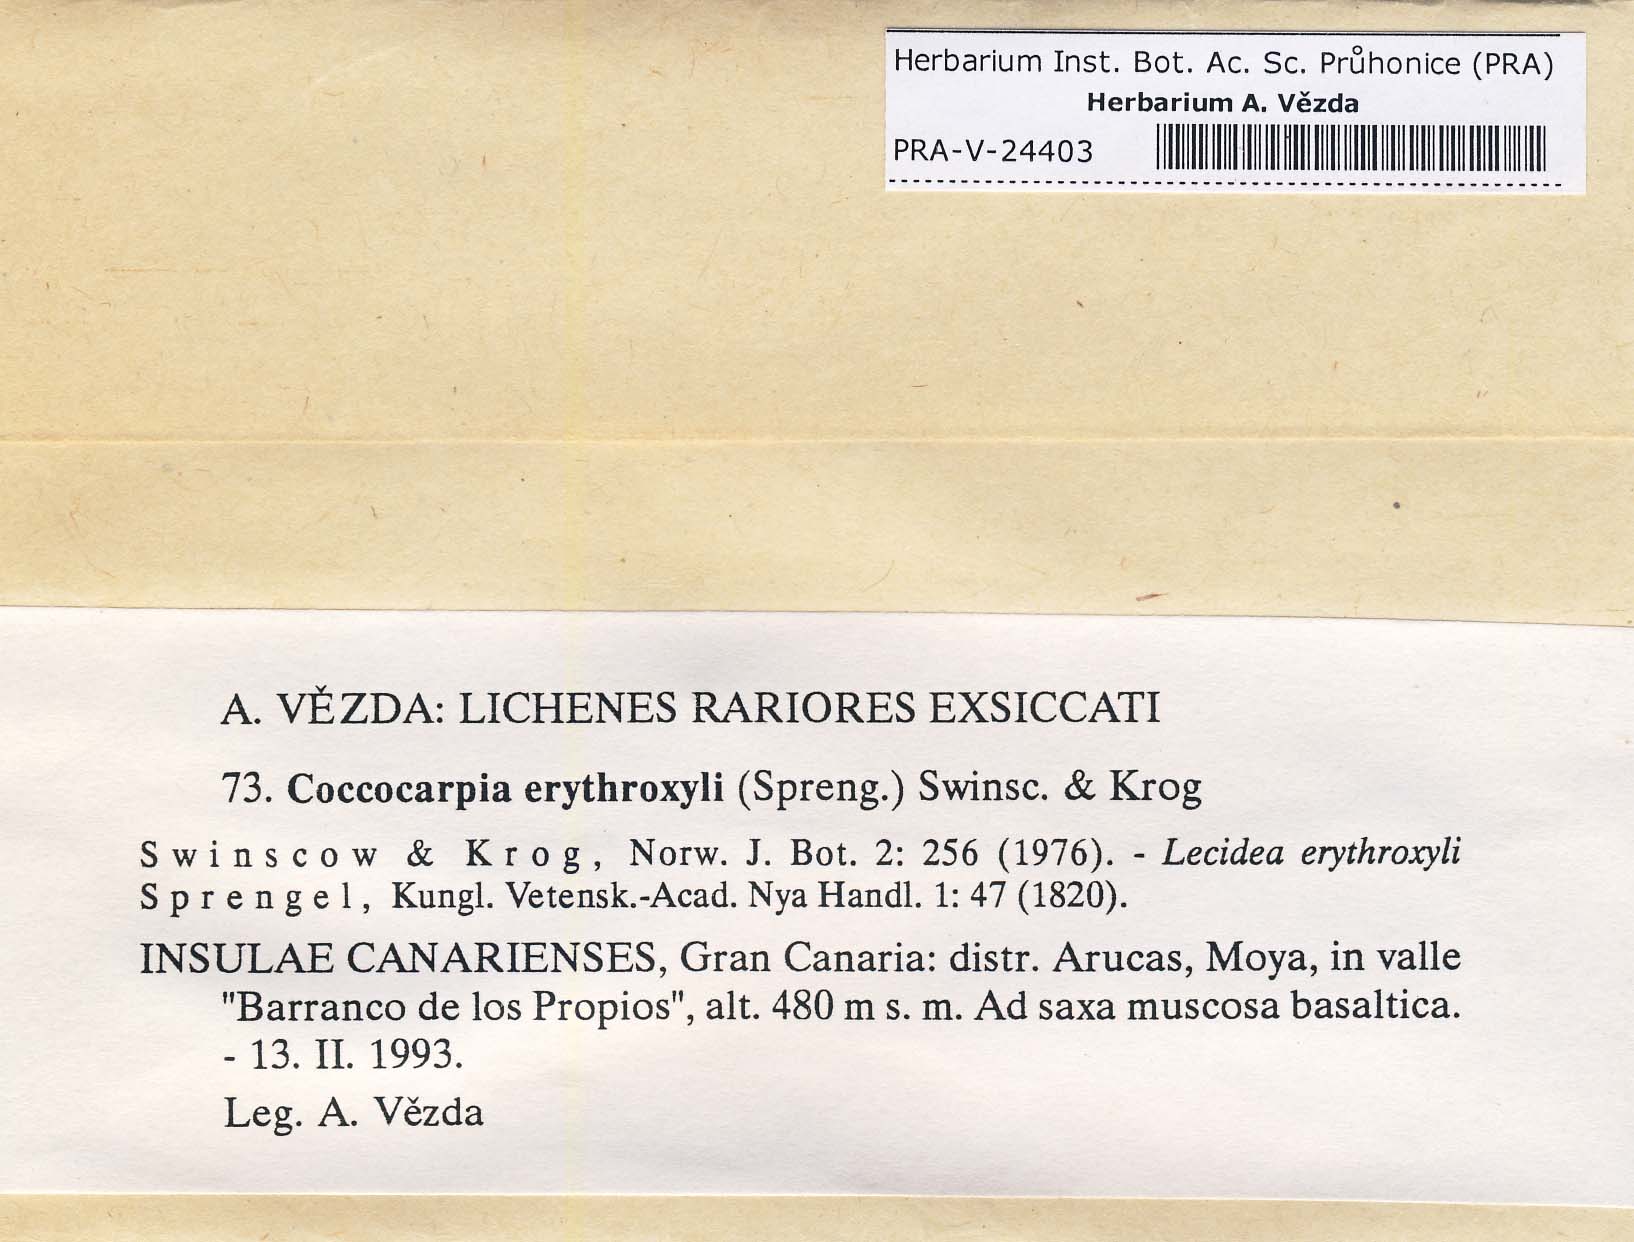 Herbarium Inst. Bot. Ac. Sc. Průhonice (PRA)
Herbarium A. Vězda
PRA-V-24403
A. VĚZDA: LICHENES RARIORES EXSICCATI
73. Coccocarpia erythroxyli (Spreng.) Swinsc. & Krog
Swinscow & Krog, Norw. J. Bot. 2: 256 (1976). - Lecidea erythroxyli
Sprengel, Kungl. Vetensk.-Acad. Nya Handl. 1: 47 (1820).
INSULAE CANARIENSES, Gran Canaria: distr. Arucas, Moya, in valle
"Barranco de los Propios", alt. 480 m s. m. Ad saxa muscosa basaltica.
- 13. II. 1993.
Leg. A. Vězda